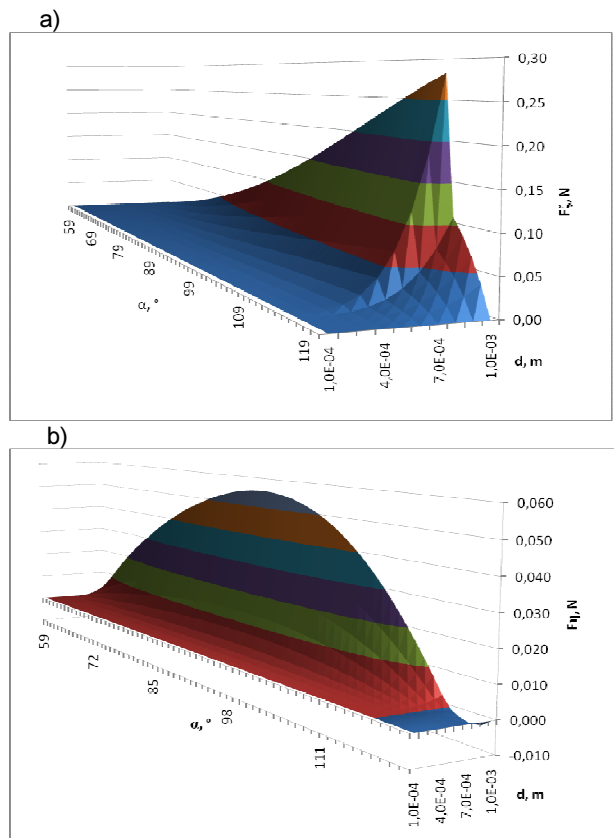 a)
0,30
0,25
0,20
0,15
0,10
0,05
0,00
N
59
69
79
89
99
109
119
α, °
1,0E-04
4,0E-04
7,0E-04
1,0E-03
d, m
b)
0,060
0,050
0,040
0,030
0,020
0,010
0,000
-0,010
Fη, N
59
72
85
98
111
α, °
1,0E-04
4,0E-04
7,0E-04
1,0E-03
d, m